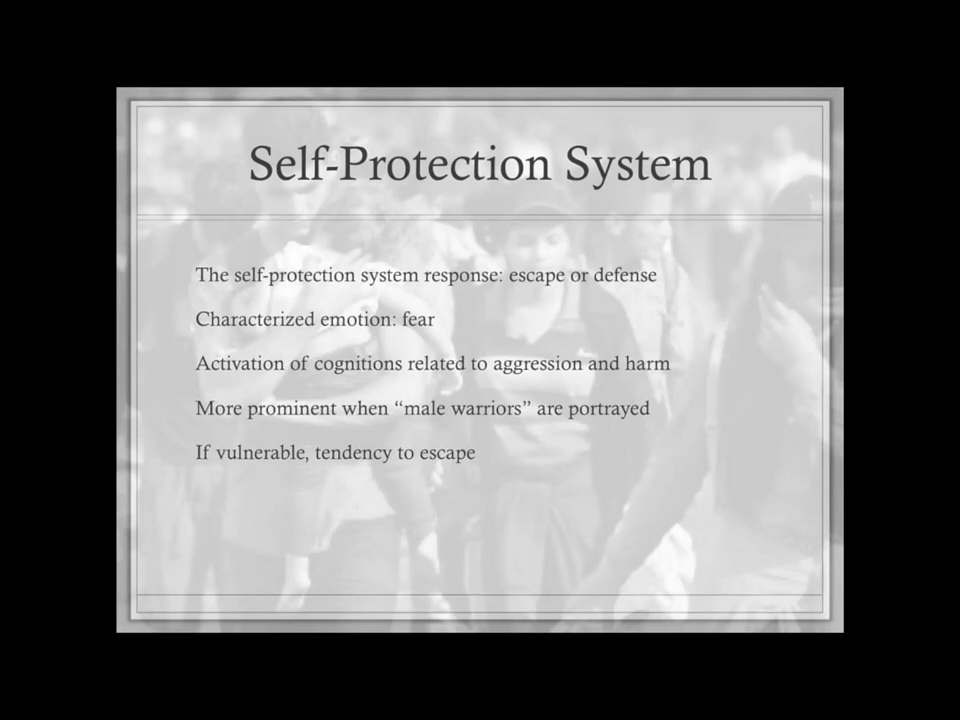 Self-Protection System
The self-protection system response: escape or defense
Characterized emotion: fear
Activation of cognitions related to aggression and harm
More prominent when “male warriors” are portrayed
If vulnerable, tendency to escape